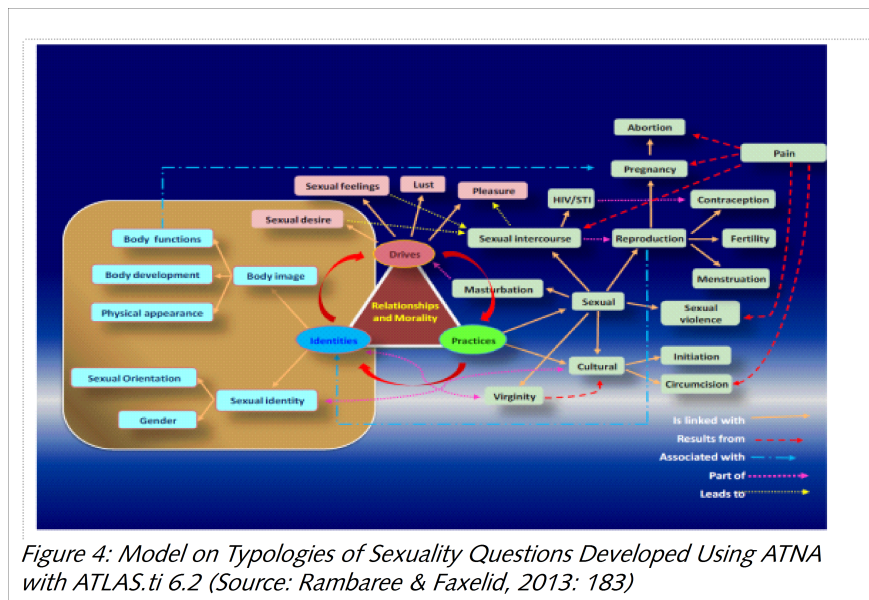 Abortion
Pain
Pregnancy
Sexual feelings
Lust
Pleasure
HIV/STI
Contraception
Sexual desire
Body functions
Sexual intercourse
Reproduction
Fertility
Drives
Body development
Body image
Menstruation
Masturbation
Physical appearance
Relationships
and Morality
Sexual
Sexual
violence
Identities
Practices
Initiation
Cultural
Sexual Orientation
Circumcision
Sexual identity
Virginity
Gender
Is linked with
Results from
Associated with
Part of
Leads to
Figure 4: Model on Typologies of Sexuality Questions Developed Using ATNA
with ATLAS.ti 6.2 (Source: Rambaree & Faxelid, 2013: 183)